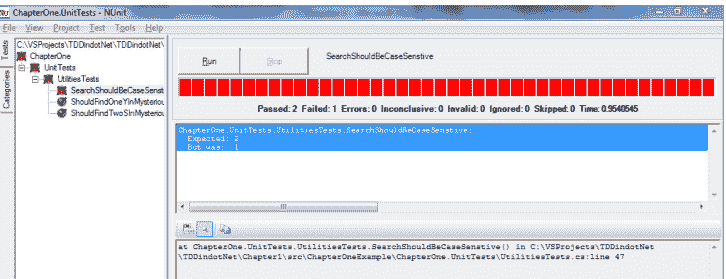 ChapterOne.UnitTests - NUnit
File View Project Test Tools Help
Tests
Categories
C:\VSProjects\TDDindotNet\TDDindotNet\
ChapterOne
UnitTests
UtilitiesTests
SearchShouldBeCaseSenst
ShouldFindOneYInMysteriou
ShouldFindTwoSInMysteriou
Run
Stop
SearchShouldBeCaseSenstive
Passed: 2 Failed: 1 Errors: 0 Inconclusive: 0 Invalid: 0 Ignored: 0 Skipped: 0 Time: 0.9540545
ChapterOne.UnitTests.UtilitiesTests.SearchShouldBeCaseSenstive:
Expected: 2
But was: 1
at ChapterOne.UnitTests.UtilitiesTests.SearchShouldBeCaseSenstive() in C:\VSProjects\TDDindotNet
\TDDindotNet\Chapter1\src\ChapterOneExample\ChapterOne.UnitTests\UtilitiesTests.cs:line 47